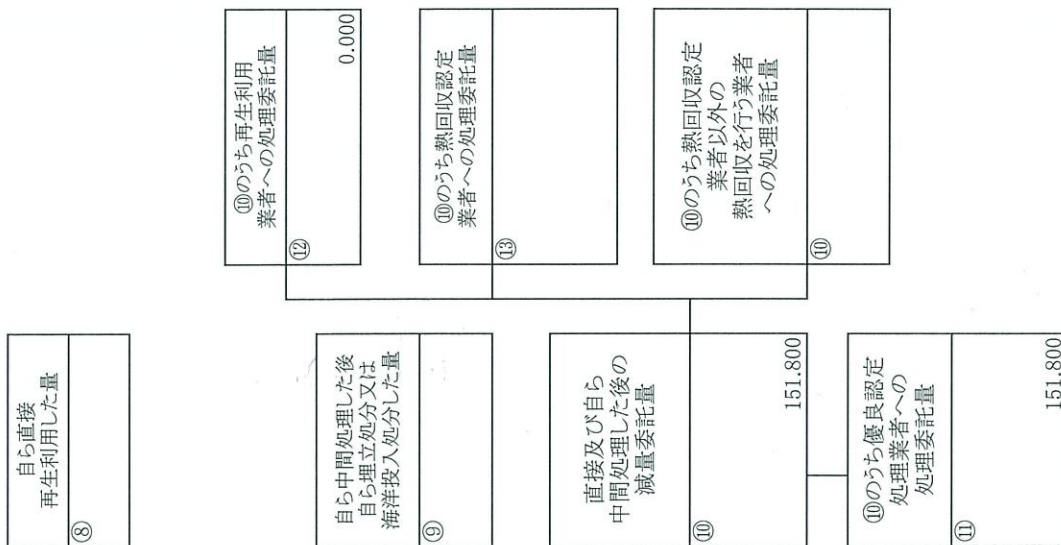 自ら直接
再生利用した量
⑧
自ら中間処理した後
自ら埋立処分又は
海洋投入処分した量
⑨
直接及び自ら
中間処理した後の
減量委託量
⑩
151.800
⑩のうち優良認定
処理業者への
処理委託量
⑪
151.800
⑩のうち再生利用
業者への処理委託量
⑫
0.000
⑩のうち熱回収認定
業者への処理委託量
⑬
⑩のうち熱回収認定
業者以外の
熱回収を行う業者
への処理委託量
⑩